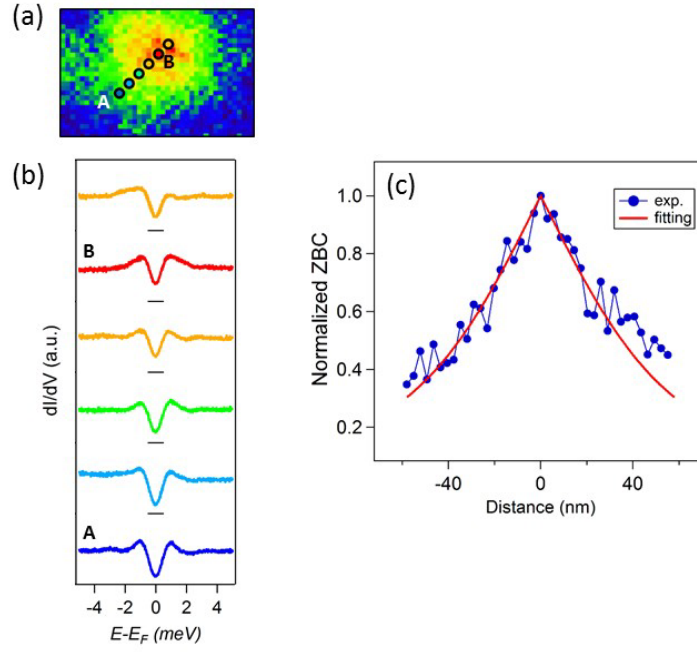 (a)
B
A
(b)
B
A
dI/dV (a.u.)
-4 -2 0 2 4
E-EF (meV)
(c)
exp.
fitting
1.0
0.8
0.6
0.4
0.2
Normalized ZBC
-40 0 40
Distance (nm)